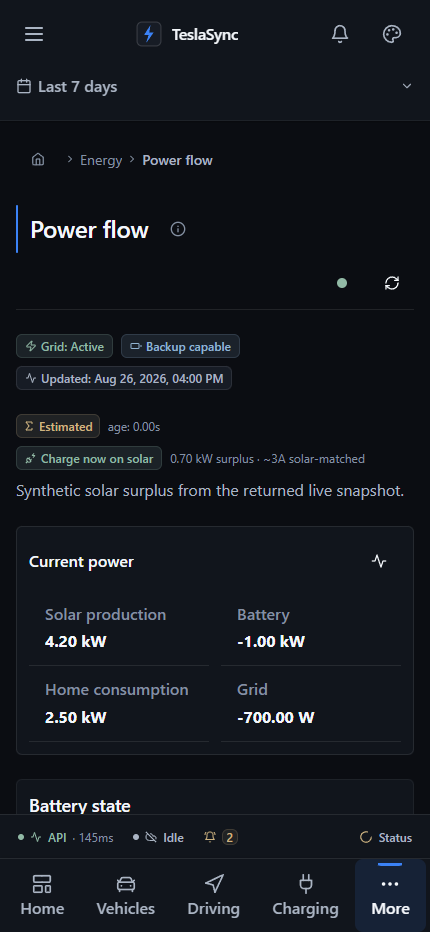 TeslaSync
Last 7 days
Energy > Power flow
Power flow
Grid: Active
Backup capable
Updated: Aug 26, 2026, 04:00 PM
Estimated
age: 0.00s
Charge now on solar
0.70 kW surplus · ~3A solar-matched
Synthetic solar surplus from the returned live snapshot.
Current power
Solar production
Battery
4.20 kW
-1.00 kW
Home consumption
Grid
2.50 kW
-700.00 W
Battery state
API · 145ms
Idle
2
Status
Home
Vehicles
Driving
Charging
More